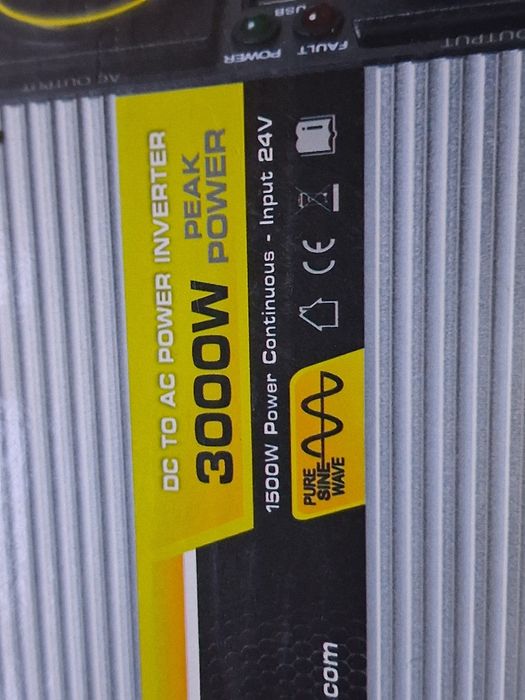 DC TO AC POWER INVERTER
3000W
PEAK
POWER
1500W Power Continuous - Input 24V
PURE
SINE
WAVE
CE
com
AC OUTPUT
POWER
FAULT
USB
OUTPUT